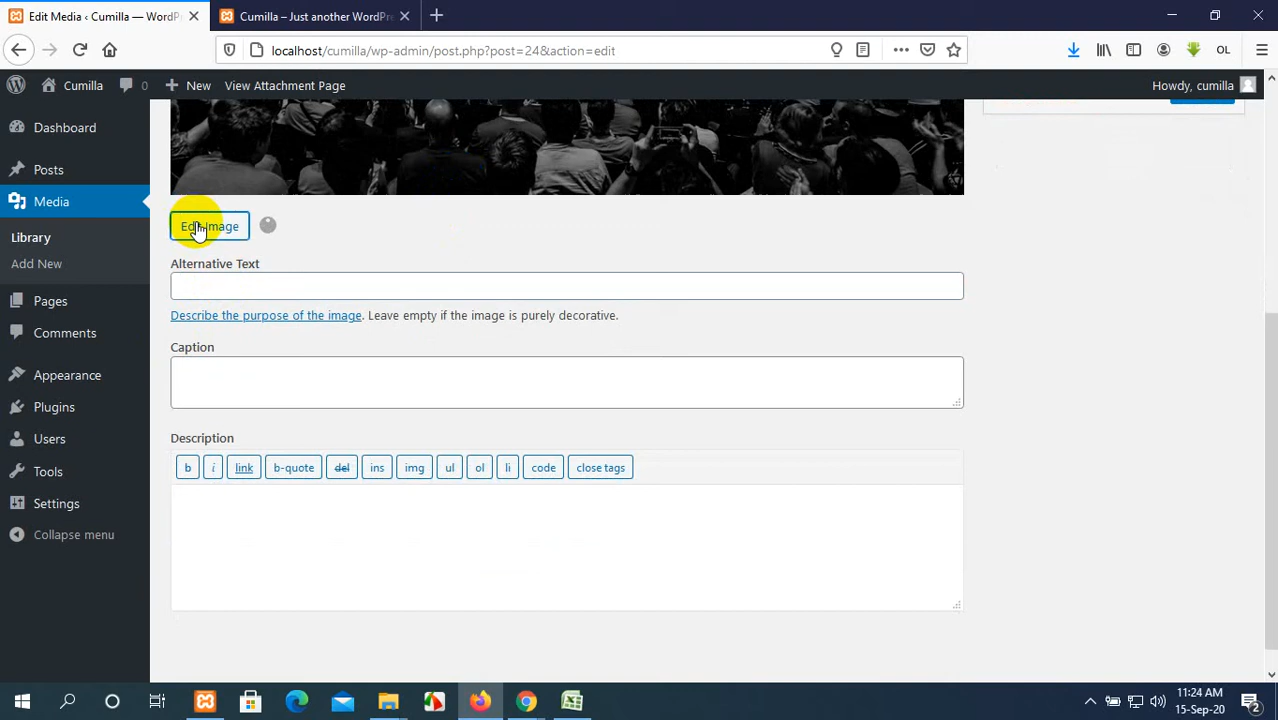 Edit Media ‹ Cumilla — WordPr
Cumilla – Just another WordPre
localhost/cumilla/wp-admin/post.php?post=24&action=edit
OL
Cumilla
0
New
View Attachment Page
Howdy, cumilla
Dashboard
Posts
Media
Library
Add New
Pages
Comments
Appearance
Plugins
Users
Tools
Settings
Collapse menu
Edit Image
Alternative Text
Describe the purpose of the image. Leave empty if the image is purely decorative.
Caption
Description
b i link b-quote del ins img ul ol li code close tags
11:24 AM
15-Sep-20
2